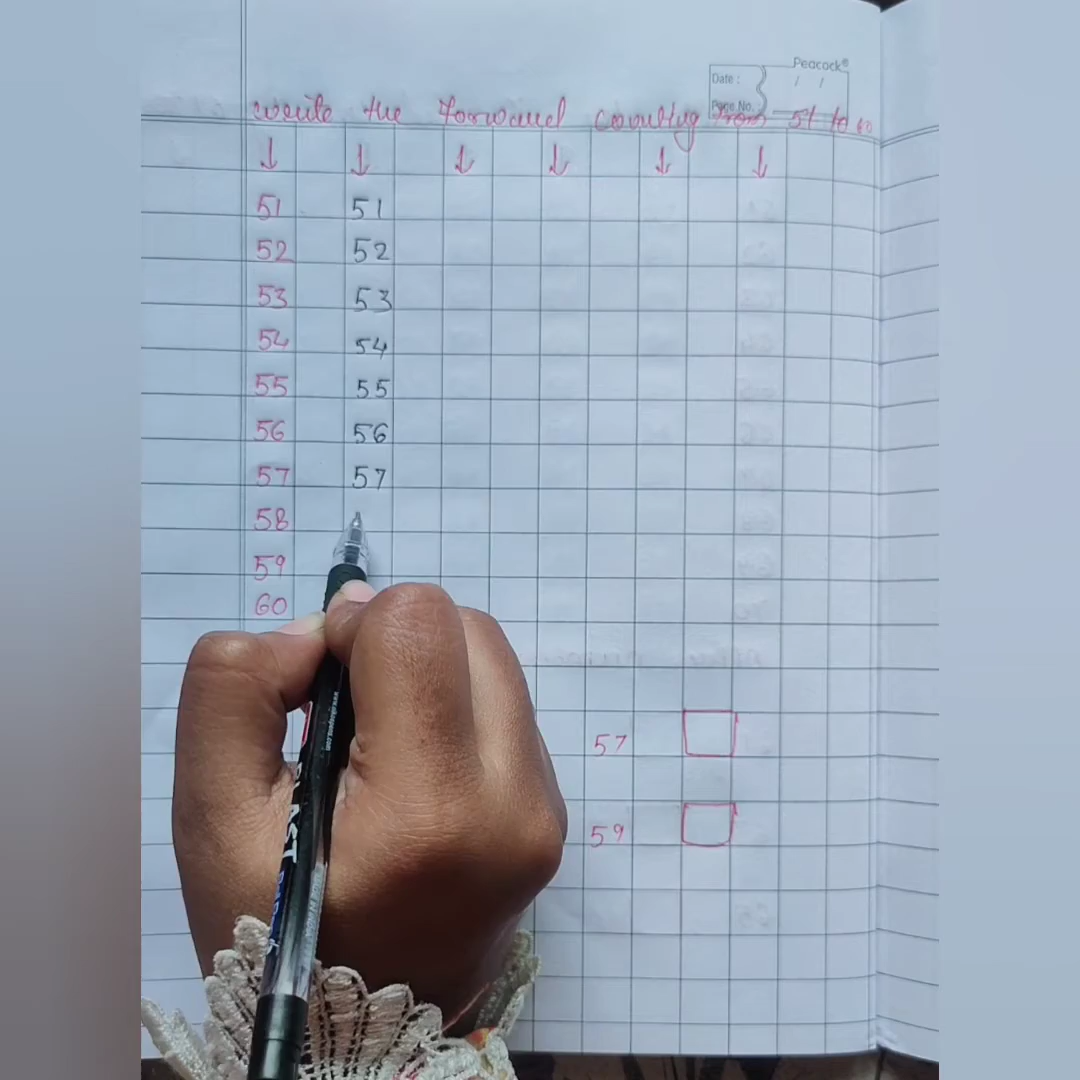 Peacock®
Date : / /
Page No.
Write the forward counting from 51 to 60
↓ ↓ ↓ ↓ ↓ ↓
51 51
52 52
53 53
54 54
55 55
56 56
57 57
58
59
60
57
59